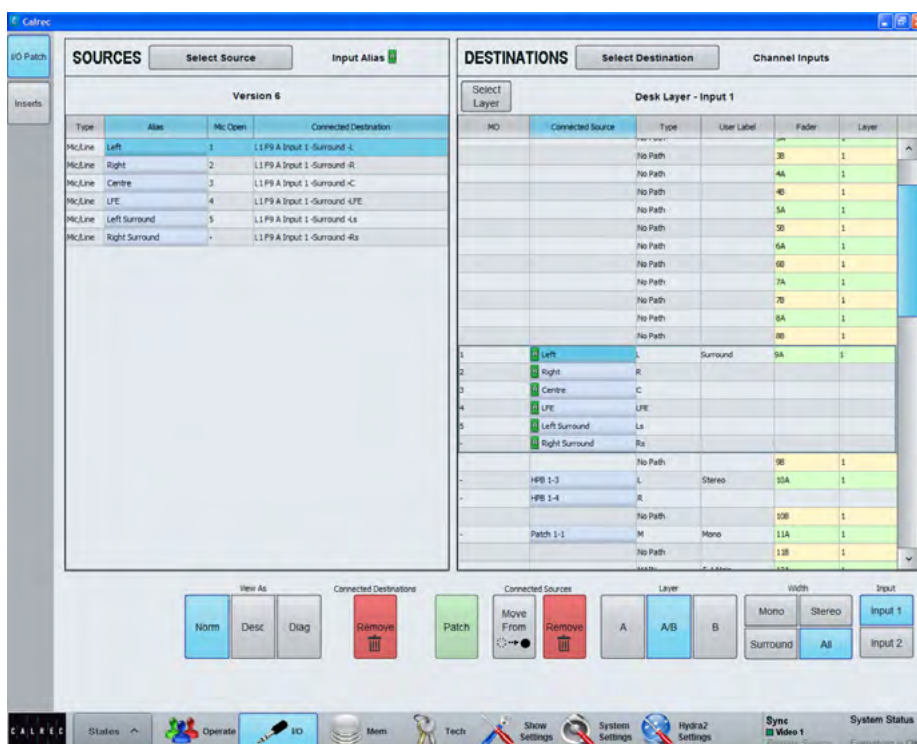 Calrec
I/O Patch
Inserts
SOURCES Select Source Input Alias
Version 6
Type Alias Mic Open Connected Destination
Mic/Line Left 1 L1 F9 A Input 1 -Surround -L
Mic/Line Right 2 L1 F9 A Input 1 -Surround -R
Mic/Line Centre 3 L1 F9 A Input 1 -Surround -C
Mic/Line LFE 4 L1 F9 A Input 1 -Surround -LFE
Mic/Line Left Surround 5 L1 F9 A Input 1 -Surround -Ls
Mic/Line Right Surround - L1 F9 A Input 1 -Surround -Rs
DESTINATIONS Select Destination Channel Inputs
Select Layer
Desk Layer - Input 1
MO Connected Source Type User Label Fader Layer
No Path 3B 1
No Path 4A 1
No Path 4B 1
No Path 5A 1
No Path 5B 1
No Path 6A 1
No Path 6B 1
No Path 7A 1
No Path 7B 1
No Path 8A 1
No Path 8B 1
1 Left L Surround 9A 1
2 Right R
3 Centre C
4 LFE LFE
5 Left Surround Ls
- Right Surround Rs
No Path 9B 1
- HPB 1-3 L Stereo 10A 1
- HPB 1-4 R
No Path 10B 1
- Patch 1-1 M Mono 11A 1
No Path 11B 1
View As
Norm Desc Diag
Connected Destinations
Remove
Patch
Connected Sources
Move From
Remove
Layer
A A/B B
Width
Mono Stereo
Surround All
Input
Input 1
Input 2
CALREC
States Operate I/O Mem Tech Show Settings System Settings Hydra2 Settings
Sync
Video 1
System Status